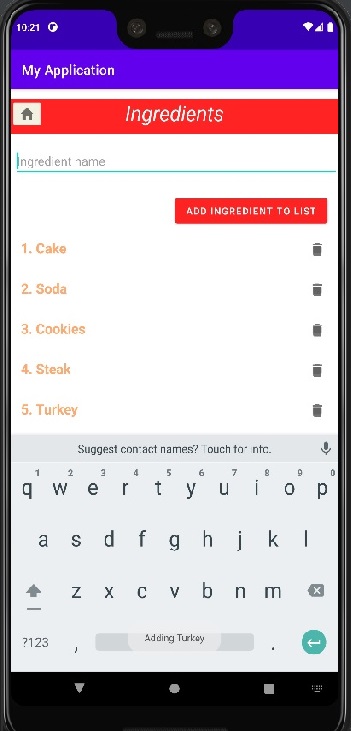 10:21
My Application
Ingredients
Ingredient name
ADD INGREDIENT TO LIST
1. Cake
2. Soda
3. Cookies
4. Steak
5. Turkey
Suggest contact names? Touch for info.
1 2 3 4 5 6 7 8 9 0
q w e r t y u i o p
a s d f g h j k l
z x c v b n m
?123 , Adding Turkey .